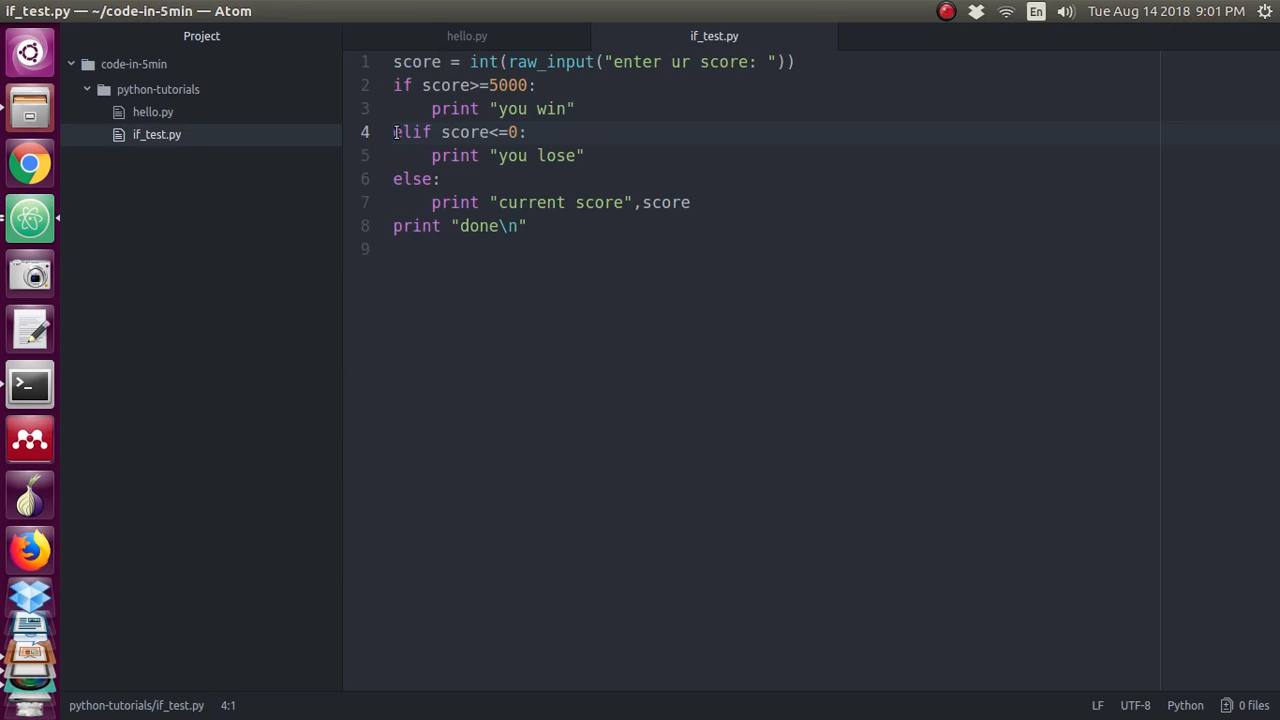 if_test.py — ~/code-in-5min — Atom
En
Tue Aug 14 2018 9:01 PM
Project
hello.py
if_test.py
code-in-5min
python-tutorials
hello.py
if_test.py
1 score = int(raw_input("enter ur score: "))
2 if score>=5000:
3 print "you win"
4 elif score<=0:
5 print "you lose"
6 else:
7 print "current score",score
8 print "done\n"
9
python-tutorials/if_test.py 4:1
LF UTF-8 Python 0 files